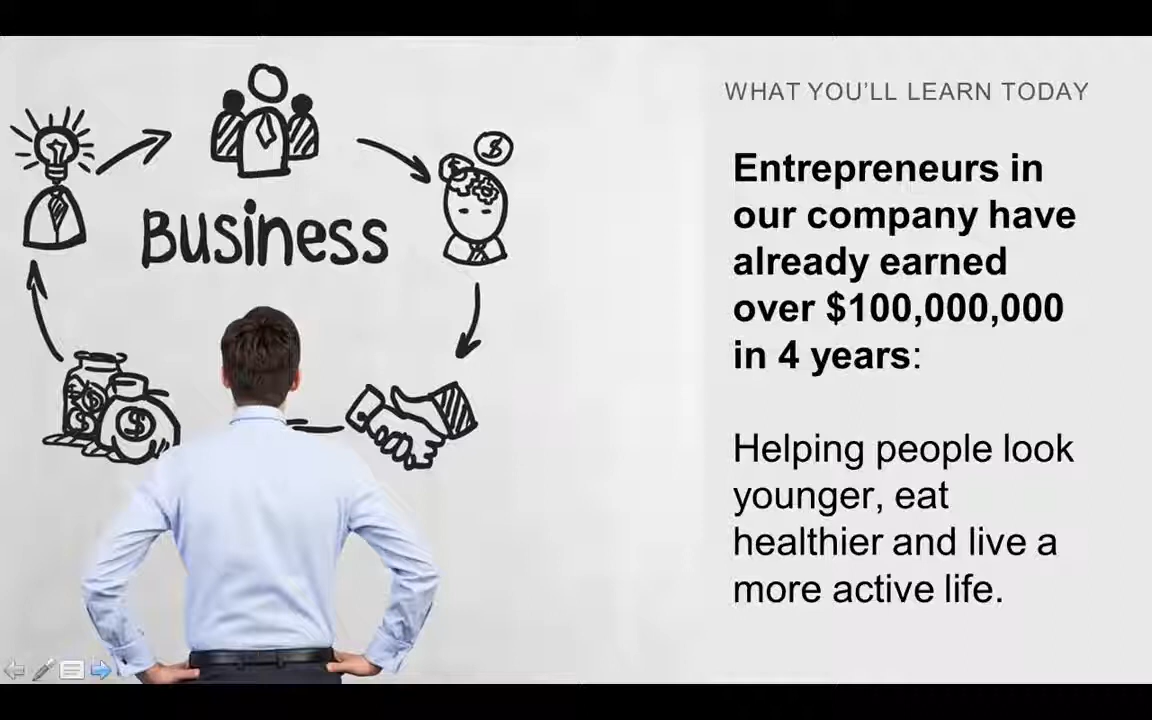 WHAT YOU'LL LEARN TODAY
Entrepreneurs in
our company have
already earned
over $100,000,000
in 4 years:
Helping people look
younger, eat
healthier and live a
more active life.
Business
$
$
$